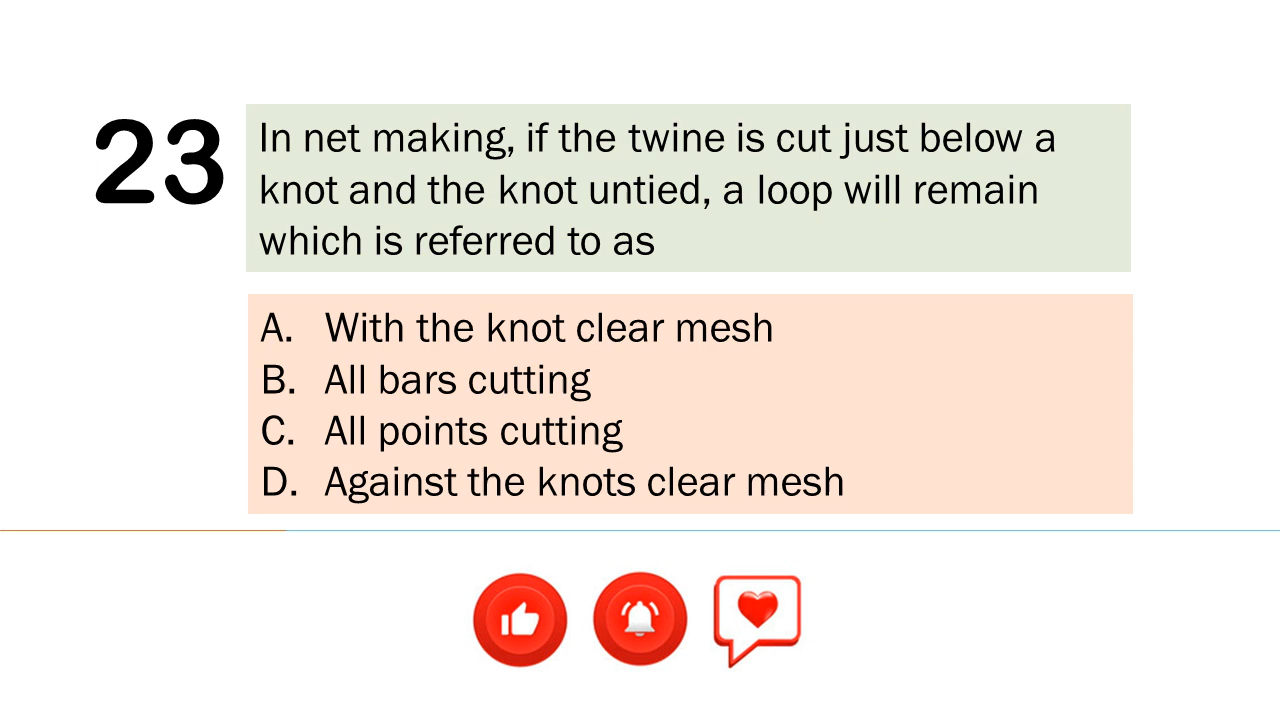 23
In net making, if the twine is cut just below a
knot and the knot untied, a loop will remain
which is referred to as
A. With the knot clear mesh
B. All bars cutting
C. All points cutting
D. Against the knots clear mesh